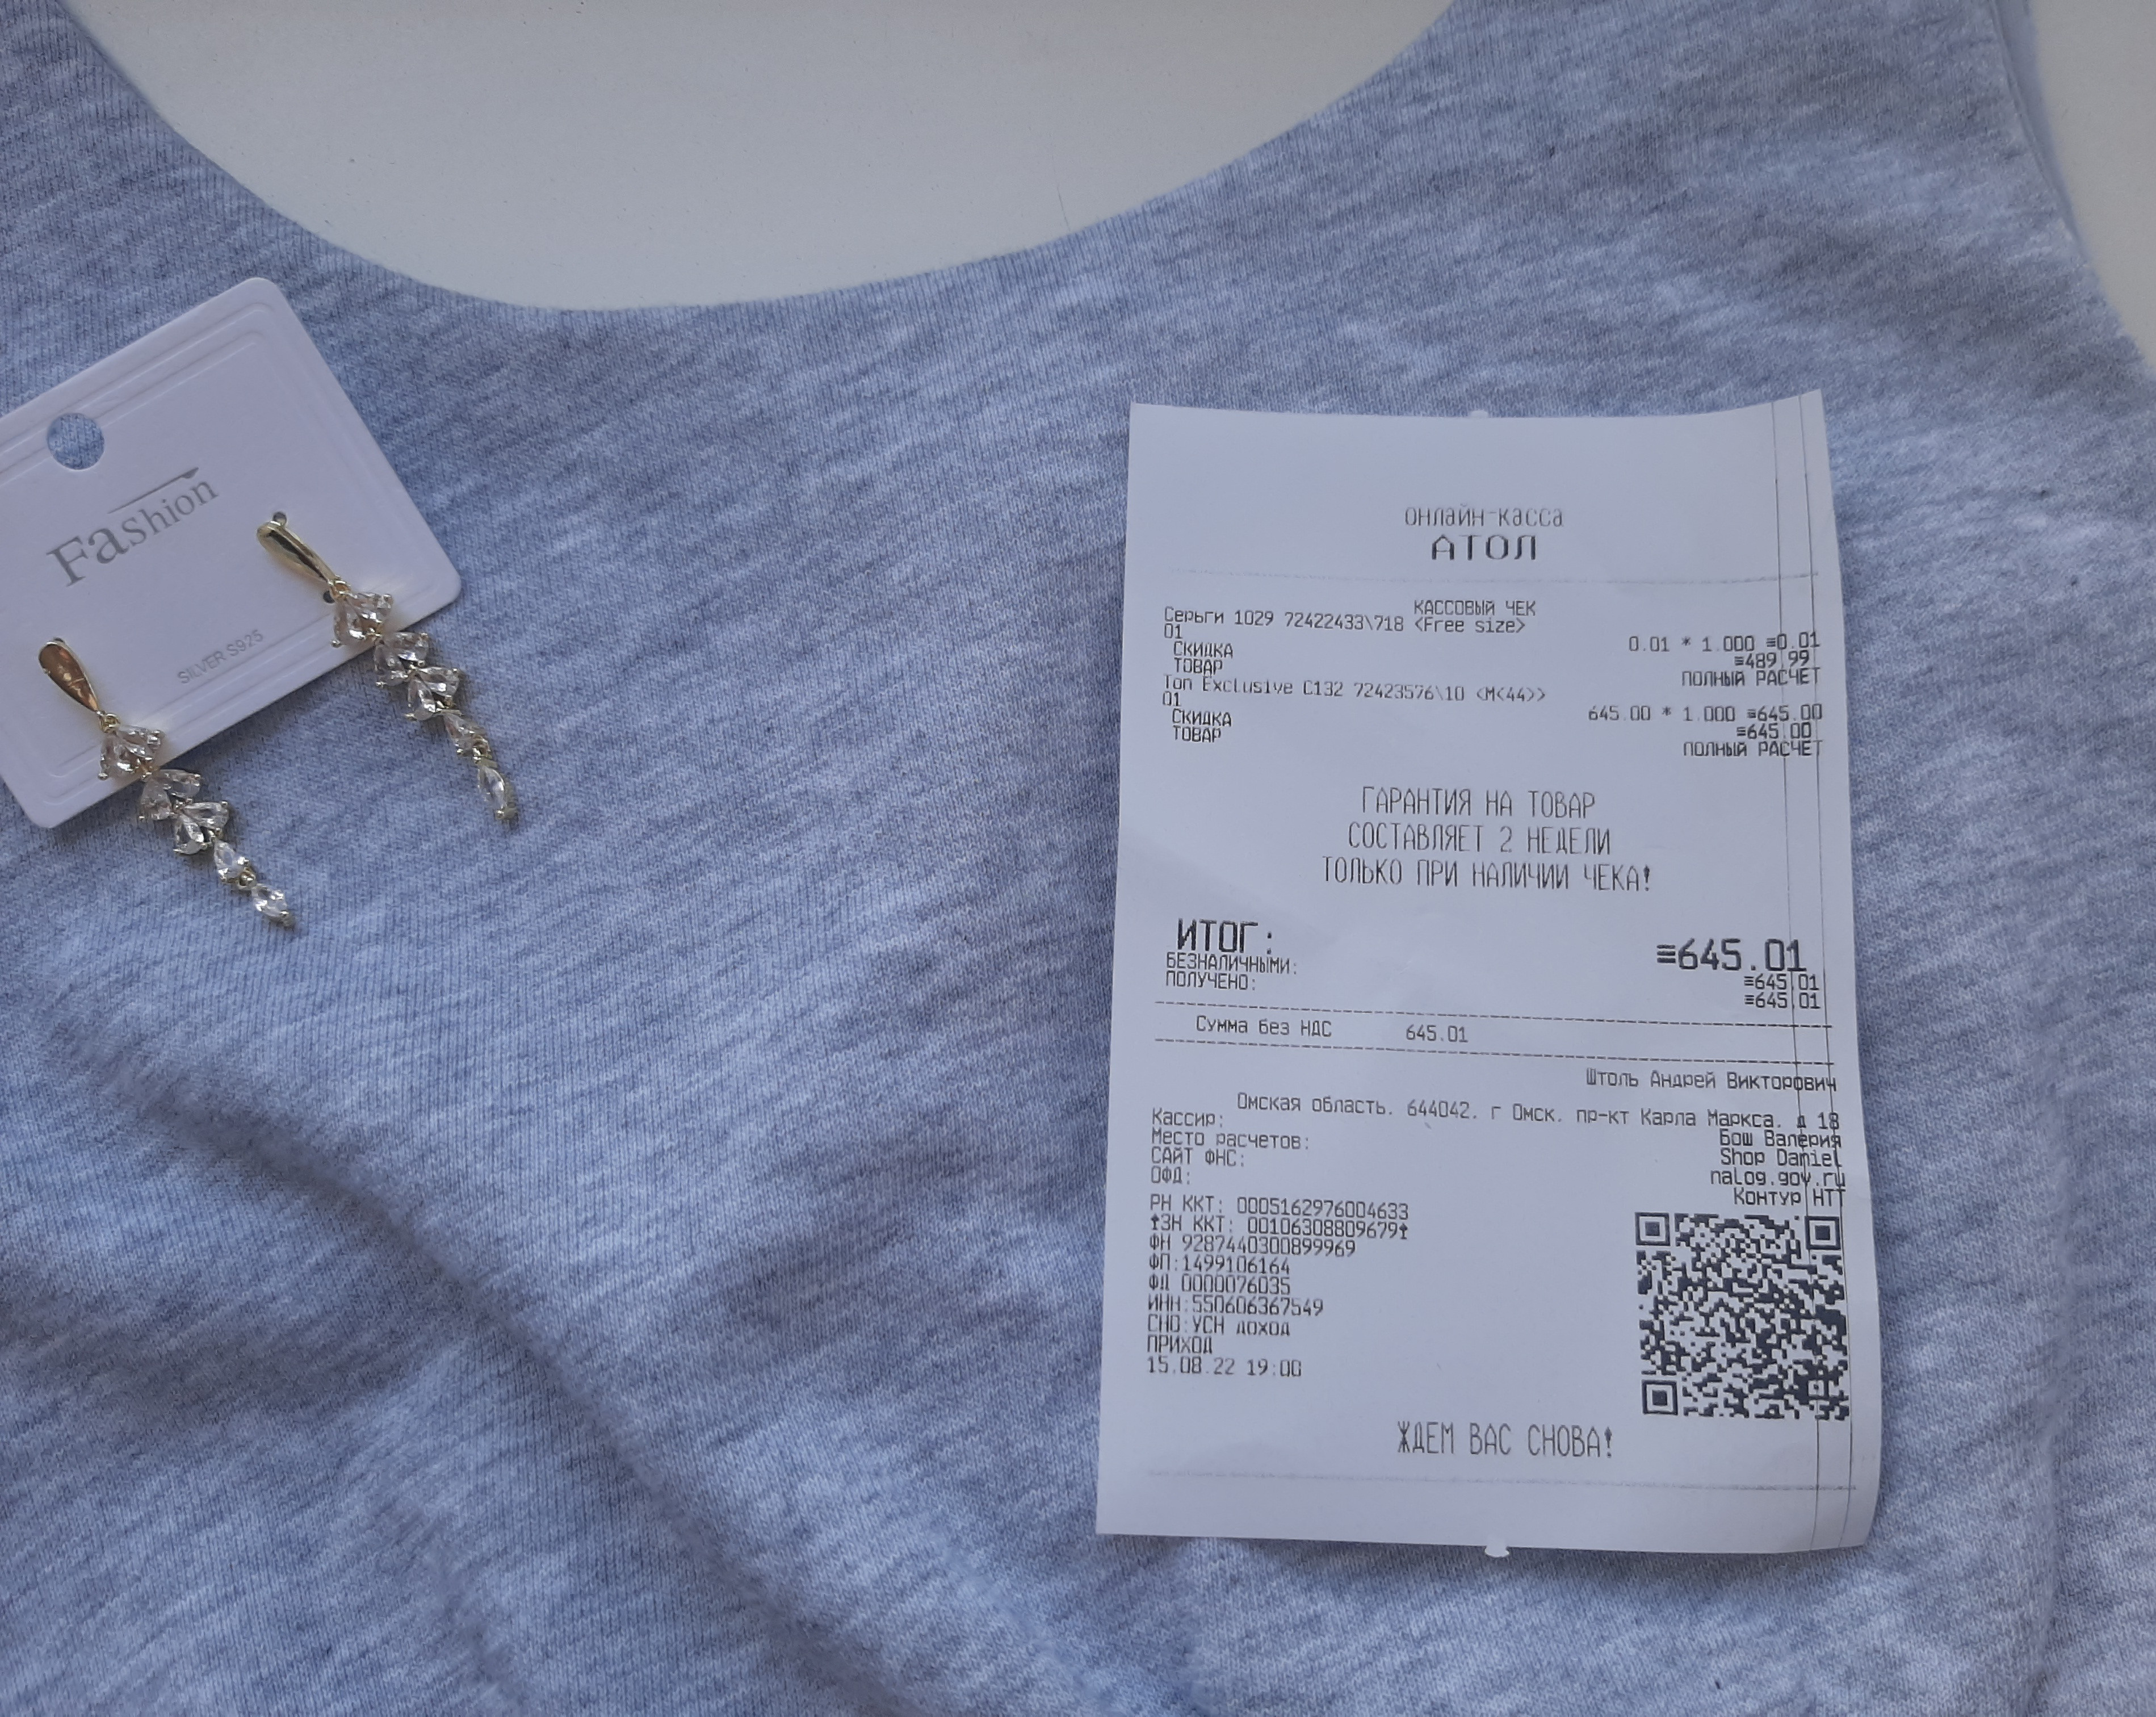 Fashion
SILVER S925
онлайн-касса
АТОЛ
КАССОВЫЙ ЧЕК
Серьги 1029 72422433\718 <Free size>
01 0.01 * 1.000 ≡0.01
СКИДКА ≡489.99
ТОВАР ПОЛНЫЙ РАСЧЕТ
Топ Exclusive C132 72423576\10 <M<44>>
01 645.00 * 1.000 ≡645.00
СКИДКА ≡645.00
ТОВАР ПОЛНЫЙ РАСЧЕТ
ГАРАНТИЯ НА ТОВАР
СОСТАВЛЯЕТ 2 НЕДЕЛИ
ТОЛЬКО ПРИ НАЛИЧИИ ЧЕКА!
ИТОГ: ≡645.01
БЕЗНАЛИЧНЫМИ: ≡645.01
ПОЛУЧЕНО: ≡645.01
Сумма без НДС 645.01
Штоль Андрей Викторович
Омская область. 644042. г Омск. пр-кт Карла Маркса. д 18
Кассир: Бош Валерия
Место расчетов: Shop Daniel
САЙТ ФНС: nalog.gov.ru
ОФД: Контур НТТ
РН ККТ: 0005162976004633
ЗН ККТ: 00106308809679
ФН 9287440300899969
ФП:1499106164
ФД 0000076035
ИНН:550606367549
СНО:УСН доход
ПРИХОД
15.08.22 19:00
ЖДЕМ ВАС СНОВА!